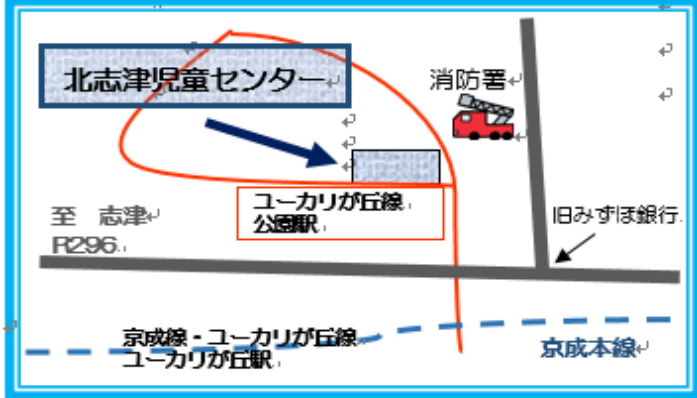 北志津児童センター
消防署
ユーカリが丘線
公園駅
至　志津
R296
旧みずほ銀行
京成線・ユーカリが丘線
ユーカリが丘駅
京成本線